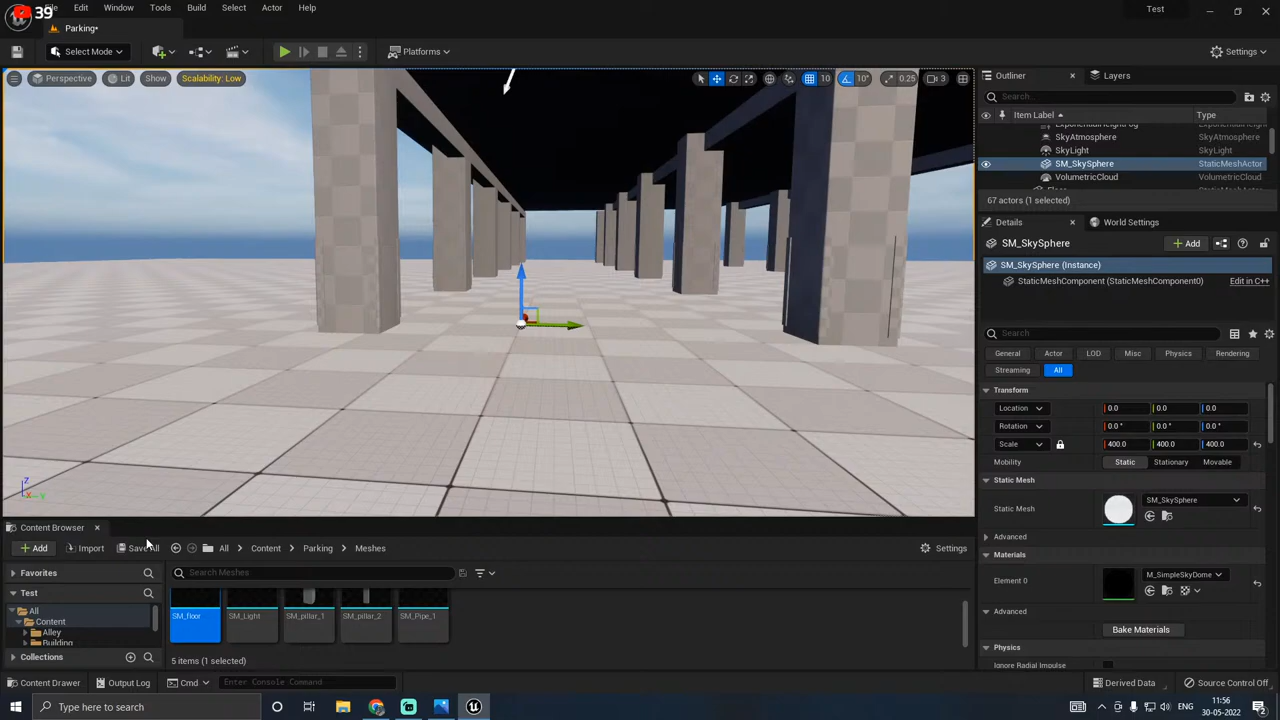 39
Edit Window Tools Build Select Actor Help
Test
Parking*
Select Mode
Platforms
Settings
Perspective Lit Show Scalability: Low
10 10° 0.25 3
Outliner Layers
Search...
Item Label Type
SkyAtmosphere SkyAtmosphere
SkyLight SkyLight
SM_SkySphere StaticMeshActor
VolumetricCloud VolumetricCloud
67 actors (1 selected)
Details World Settings
SM_SkySphere Add
SM_SkySphere (Instance)
StaticMeshComponent (StaticMeshComponent0) Edit in C++
Search
General Actor LOD Misc Physics Rendering
Streaming All
Transform
Location 0.0 0.0 0.0
Rotation 0.0 ° 0.0 ° 0.0 °
Scale 400.0 400.0 400.0
Mobility Static Stationary Movable
Static Mesh
Static Mesh SM_SkySphere
Advanced
Materials
Element 0 M_SimpleSkyDome
Advanced
Bake Materials
Physics
Ignore Radial Impulse
Z
X Y
Content Browser
Add Import Save All All Content Parking Meshes Settings
Favorites Search Meshes
Test
All
Content
Alley
Building
Collections
SM_floor SM_Light SM_pillar_1 SM_pillar_2 SM_Pipe_1
5 items (1 selected)
Content Drawer Output Log Cmd Enter Console Command Derived Data Source Control Off
Type here to search
11:56
30-05-2022
2